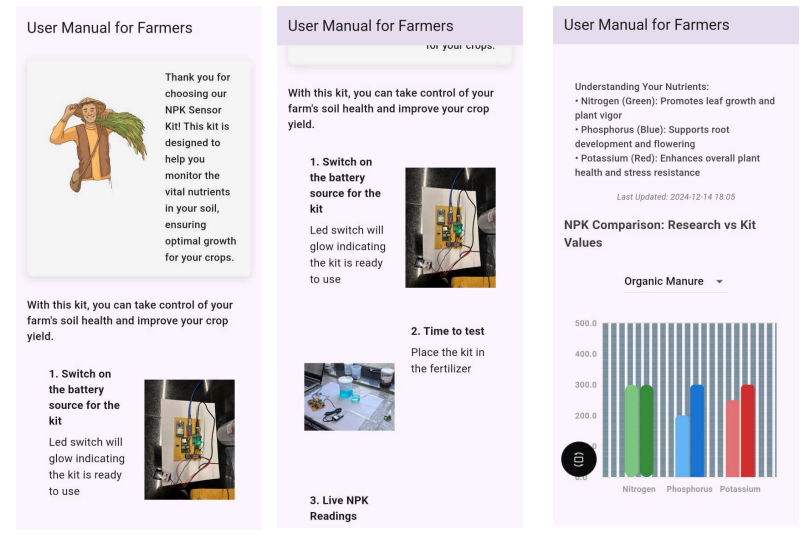 User Manual for Farmers
Thank you for
choosing our
NPK Sensor
Kit! This kit is
designed to
help you
monitor the
vital nutrients
in your soil,
ensuring
optimal growth
for your crops.
With this kit, you can take control of your
farm's soil health and improve your crop
yield.
1. Switch on
the battery
source for the
kit
Led switch will
glow indicating
the kit is ready
to use
User Manual for Farmers
for your crops.
With this kit, you can take control of your
farm's soil health and improve your crop
yield.
1. Switch on
the battery
source for the
kit
Led switch will
glow indicating
the kit is ready
to use
2. Time to test
Place the kit in
the fertilizer
3. Live NPK
Readings
User Manual for Farmers
Understanding Your Nutrients:
• Nitrogen (Green): Promotes leaf growth and
plant vigor
• Phosphorus (Blue): Supports root
development and flowering
• Potassium (Red): Enhances overall plant
health and stress resistance
Last Updated: 2024-12-14 18:05
NPK Comparison: Research vs Kit
Values
Organic Manure
500.0
400.0
300.0
200.0
0.0
Nitrogen Phosphorus Potassium